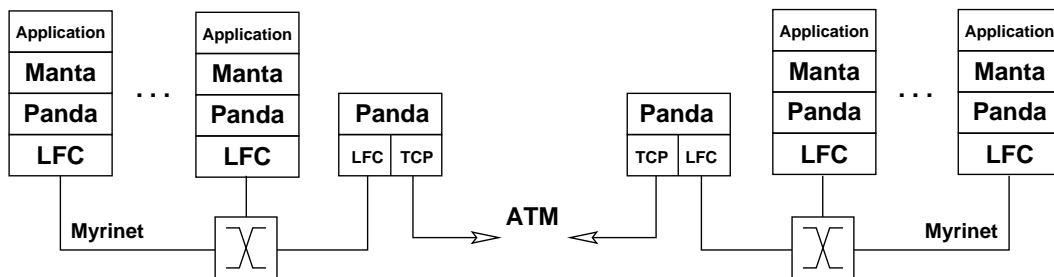 Application
Manta
Panda
LFC
. . .
Application
Manta
Panda
LFC
Panda
LFC TCP
Myrinet
ATM
Panda
TCP LFC
Application
Manta
Panda
LFC
. . .
Application
Manta
Panda
LFC
Myrinet